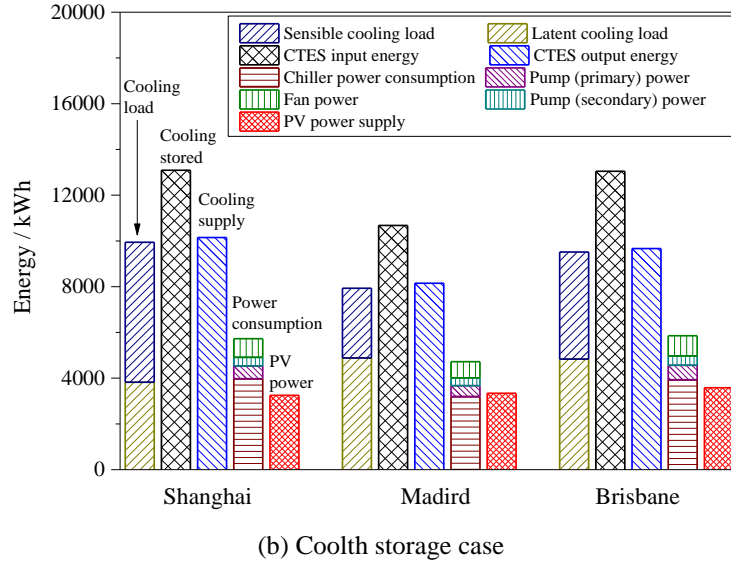 20000
16000
12000
8000
4000
0
Energy / kWh
Sensible cooling load
Latent cooling load
CTES input energy
CTES output energy
Chiller power consumption
Pump (primary) power
Fan power
Pump (secondary) power
PV power supply
Cooling
load
Cooling
stored
Cooling
supply
Power
consumption
PV
power
Shanghai
Madird
Brisbane
(b) Coolth storage case